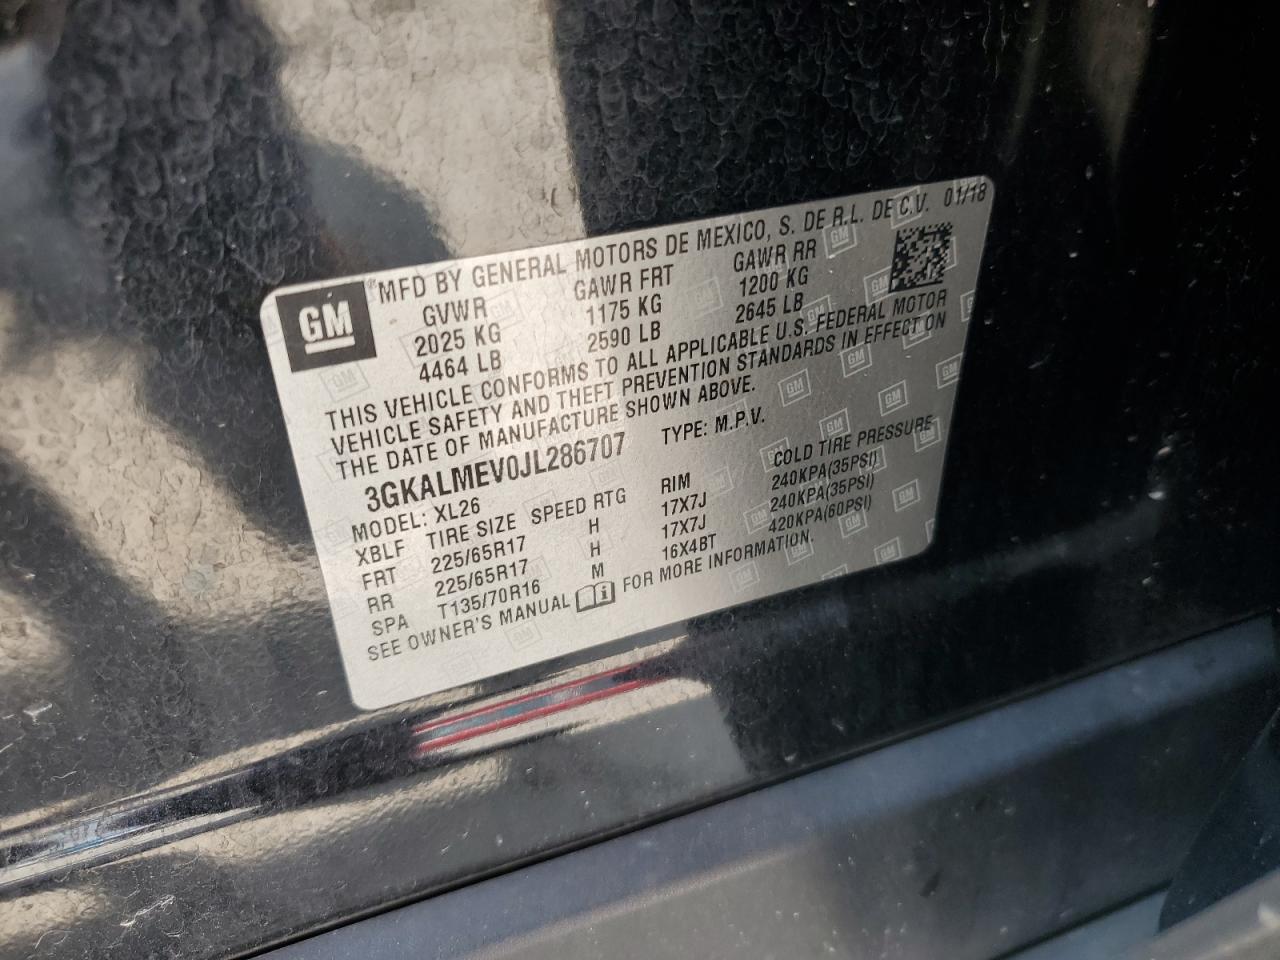 GM
®MFD BY GENERAL MOTORS DE MEXICO, S. DE R.L. DE C.V. 01/18
GVWR GAWR FRT GAWR RR
2025 KG 1175 KG 1200 KG
4464 LB 2590 LB 2645 LB
THIS VEHICLE CONFORMS TO ALL APPLICABLE U.S. FEDERAL MOTOR
VEHICLE SAFETY AND THEFT PREVENTION STANDARDS IN EFFECT ON
THE DATE OF MANUFACTURE SHOWN ABOVE.
3GKALMEV0JL286707 TYPE: M.P.V.
MODEL: XL26
XBLF TIRE SIZE SPEED RTG RIM COLD TIRE PRESSURE
FRT 225/65R17 H 17X7J 240KPA(35PSI)
RR 225/65R17 H 17X7J 240KPA(35PSI)
SPA T135/70R16 M 16X4BT 420KPA(60PSI)
SEE OWNER'S MANUAL FOR MORE INFORMATION.